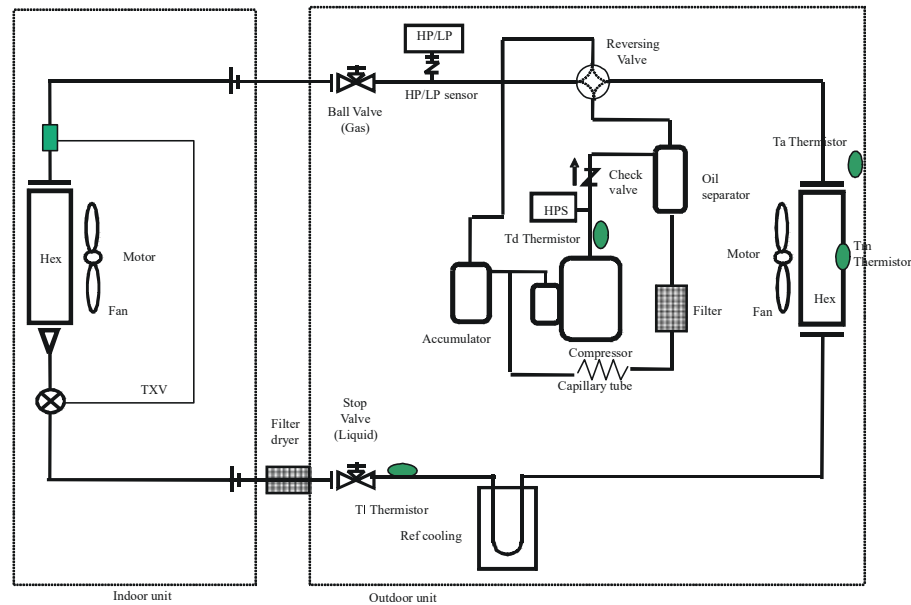 HP/LP
Reversing
Valve
HP/LP sensor
Ball Valve
(Gas)
Ta Thermistor
Check
valve
Oil
separator
HPS
Td Thermistor
Hex
Motor
Fan
Motor
Tm
Thermistor
Hex
Fan
Filter
Accumulator
Compressor
Capillary tube
TXV
Stop
Valve
(Liquid)
Filter
dryer
Tl Thermistor
Ref cooling
Indoor unit
Outdoor unit